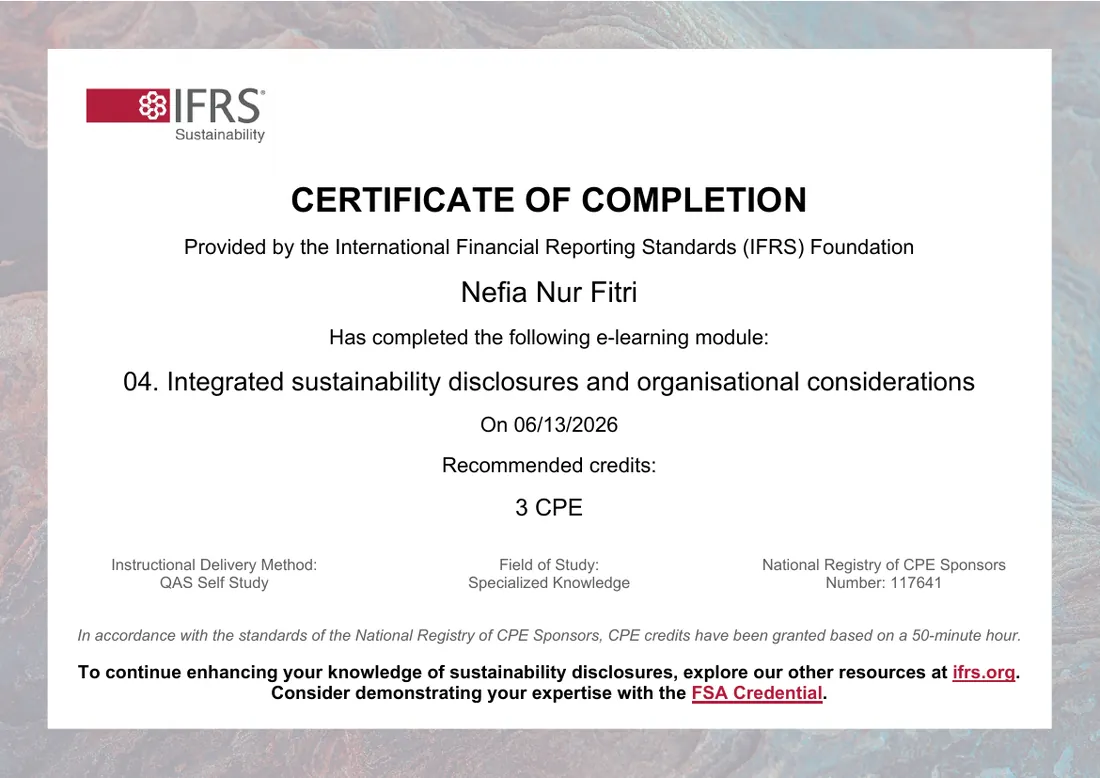 IFRS®
Sustainability
CERTIFICATE OF COMPLETION
Provided by the International Financial Reporting Standards (IFRS) Foundation
Nefia Nur Fitri
Has completed the following e-learning module:
04. Integrated sustainability disclosures and organisational considerations
On 06/13/2026
Recommended credits:
3 CPE
Instructional Delivery Method:
QAS Self Study
Field of Study:
Specialized Knowledge
National Registry of CPE Sponsors
Number: 117641
In accordance with the standards of the National Registry of CPE Sponsors, CPE credits have been granted based on a 50-minute hour.
To continue enhancing your knowledge of sustainability disclosures, explore our other resources at ifrs.org.
Consider demonstrating your expertise with the FSA Credential.